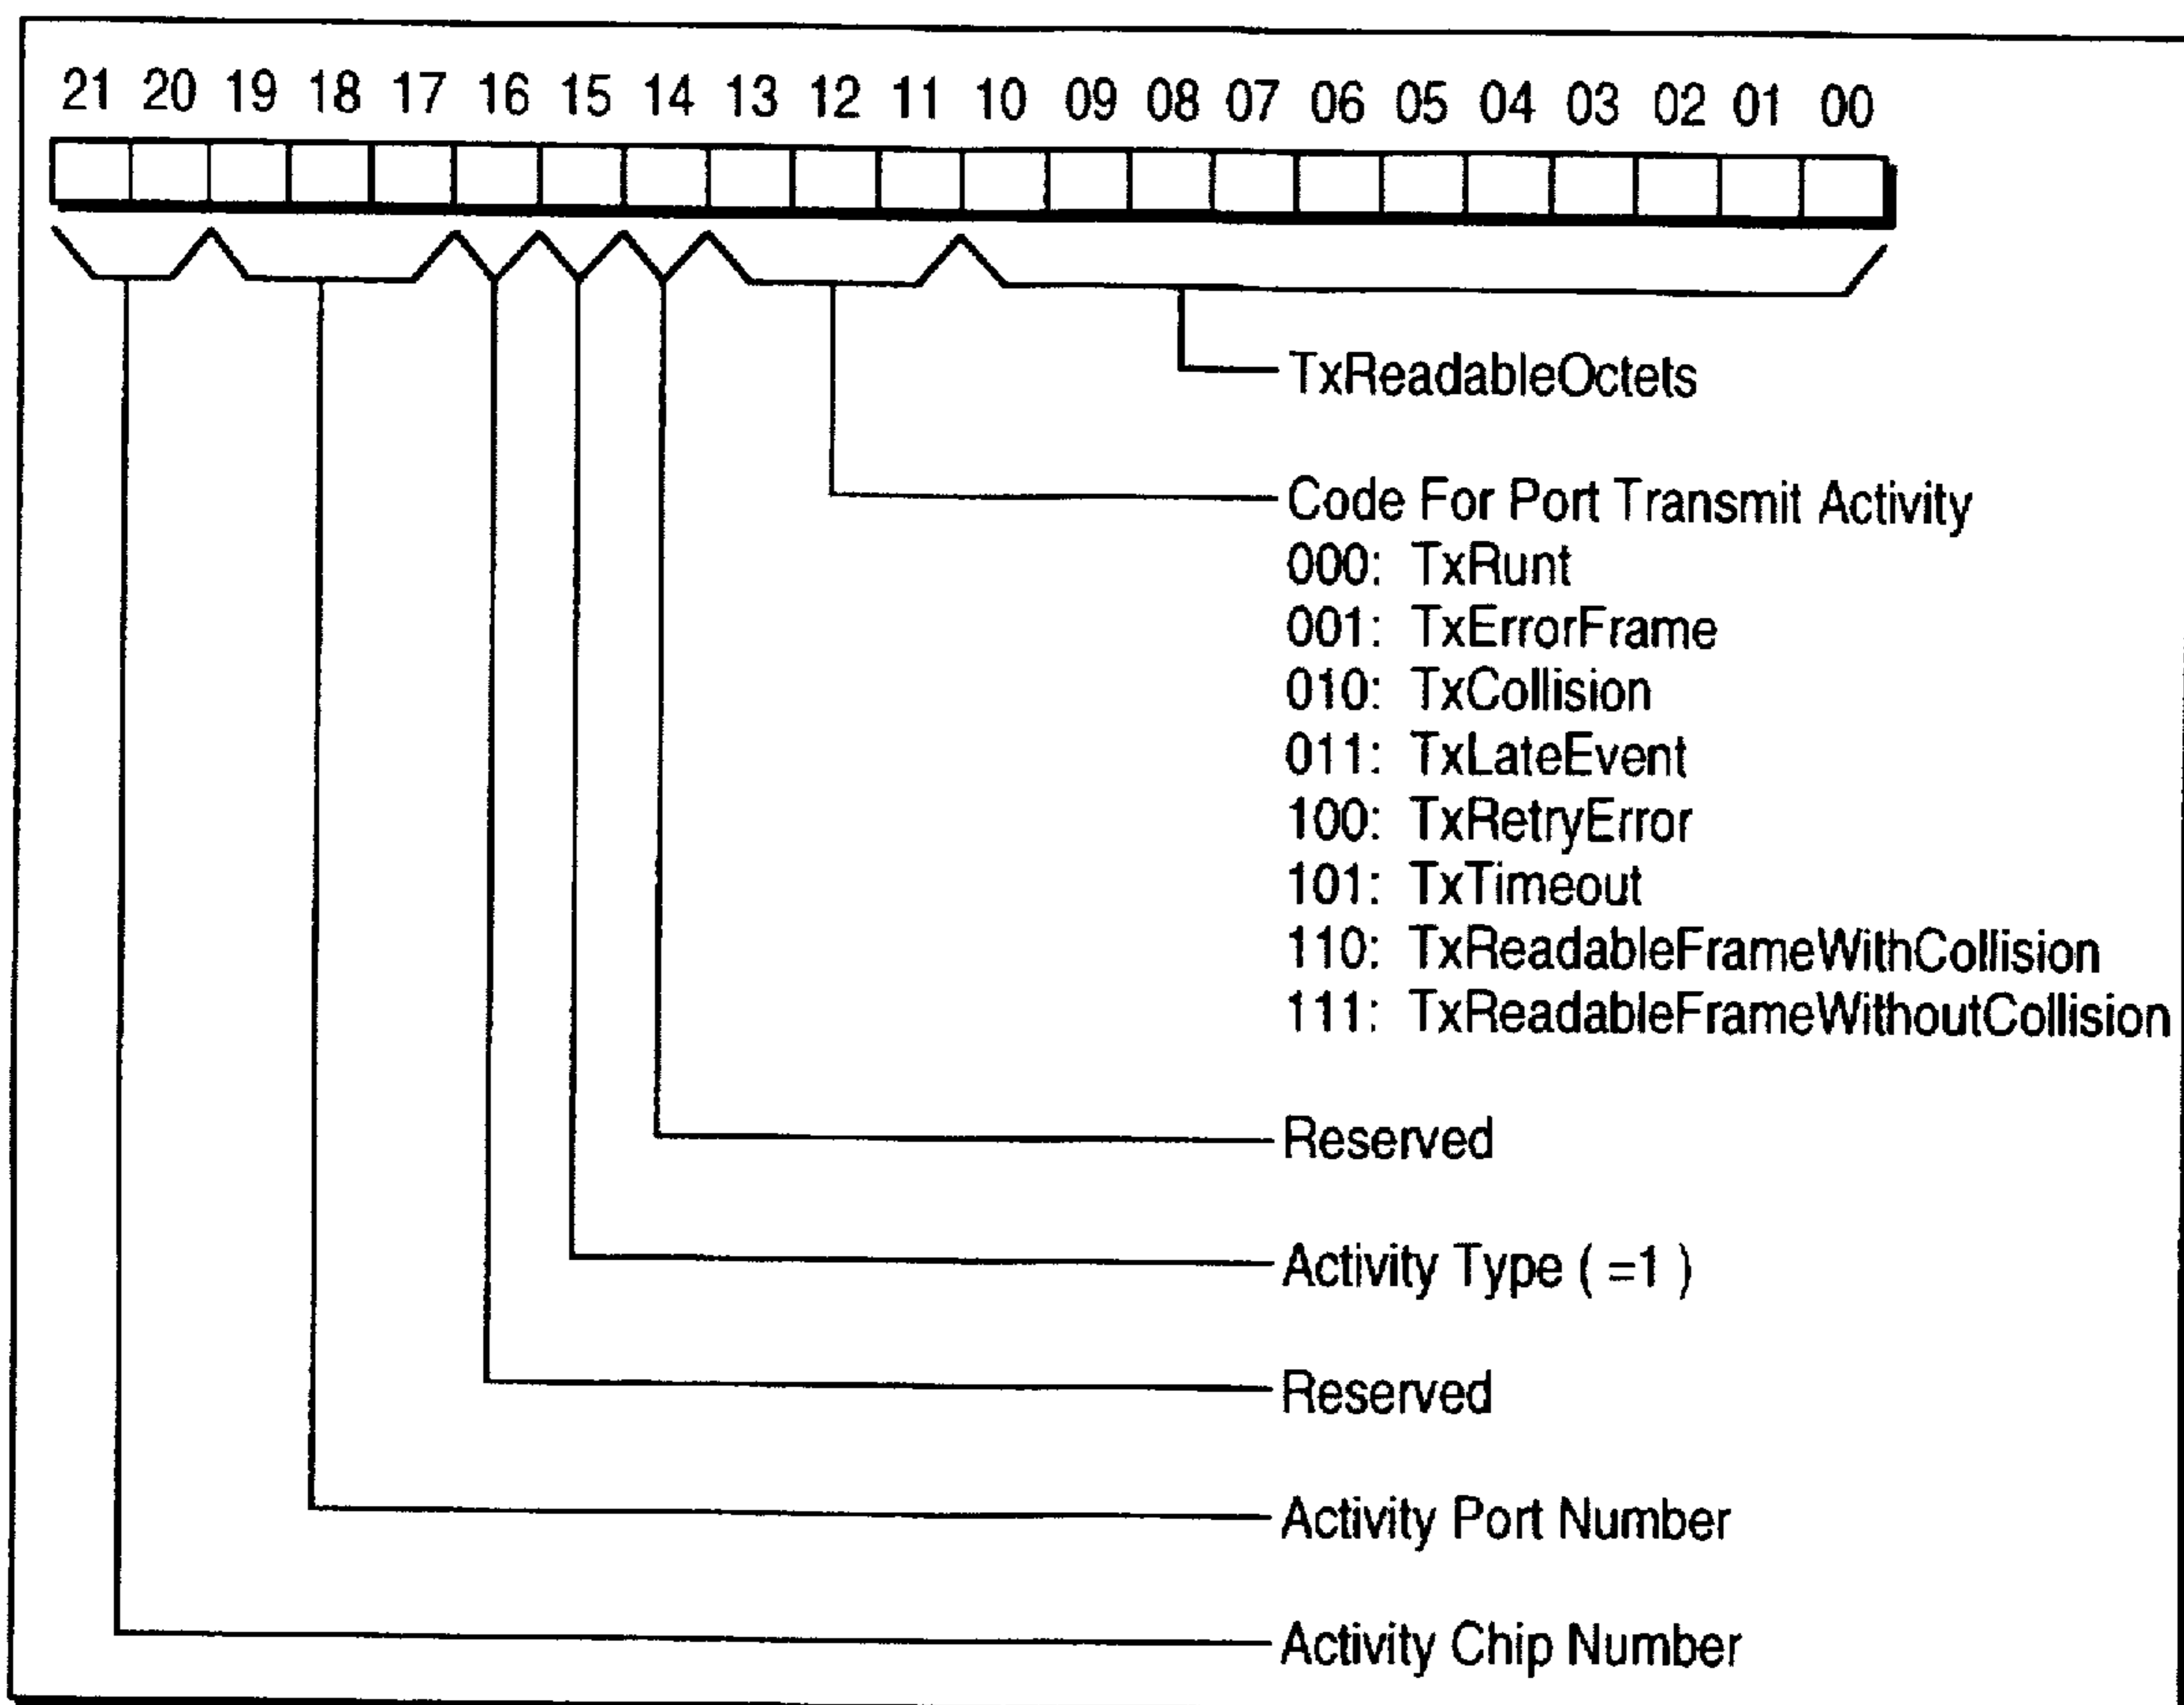 21 20 19 18 17 16 15 14 13 12 11 10 09 08 07 06 05 04 03 02 01 00
TxReadableOctets
Code For Port Transmit Activity
000: TxRunt
001: TxErrorFrame
010: TxCollision
011: TxLateEvent
100: TxRetryError
101: TxTimeout
110: TxReadableFrameWithCollision
111: TxReadableFrameWithoutCollision
Reserved
Activity Type ( =1 )
Reserved
Activity Port Number
Activity Chip Number